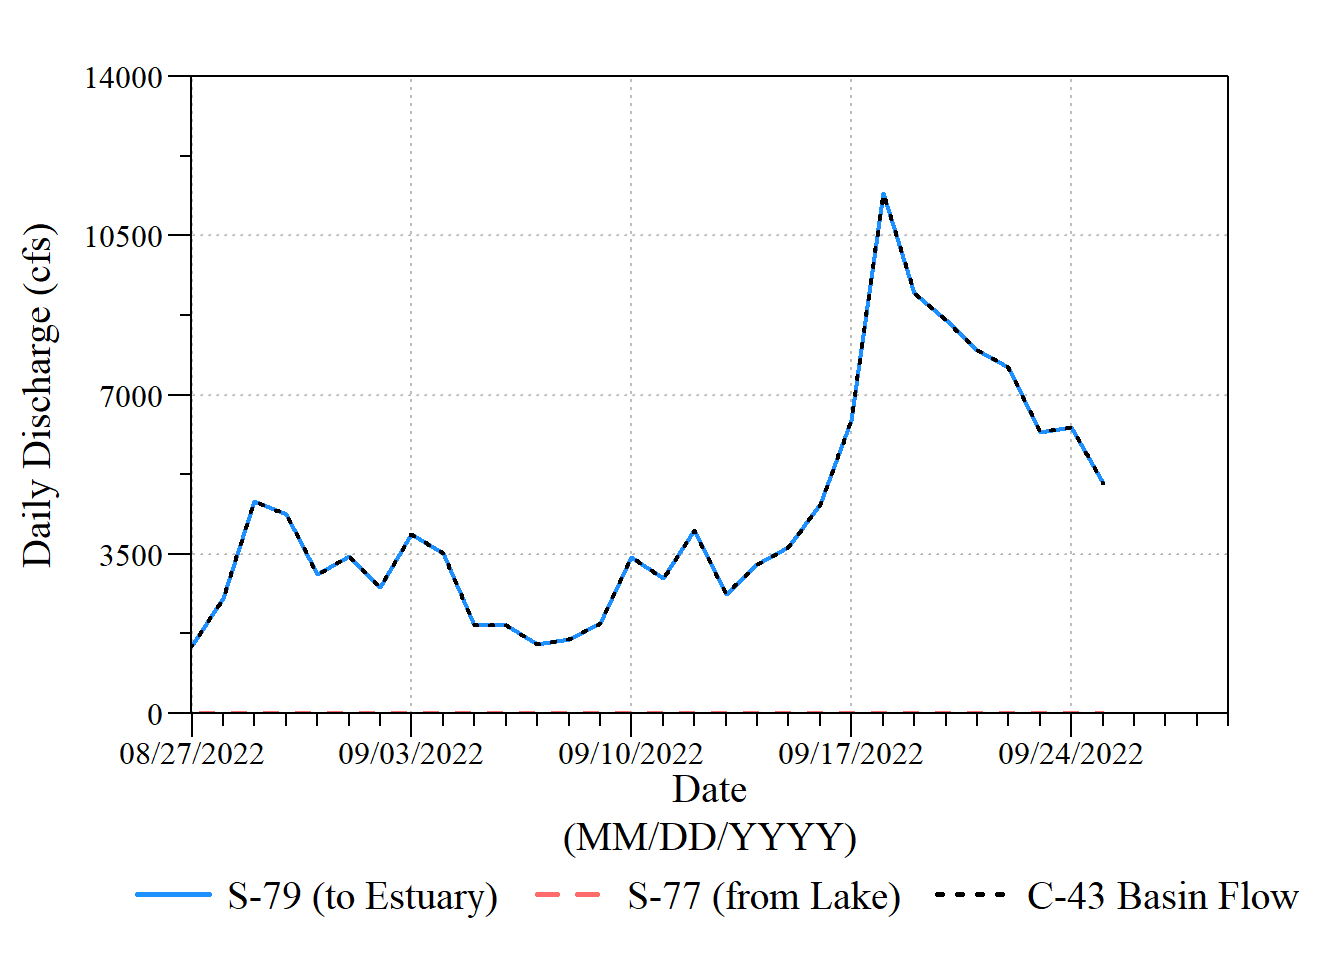 14000
10500
7000
3500
0
Daily Discharge (cfs)
08/27/2022 09/03/2022 09/10/2022 09/17/2022 09/24/2022
Date
(MM/DD/YYYY)
S-79 (to Estuary) S-77 (from Lake) C-43 Basin Flow